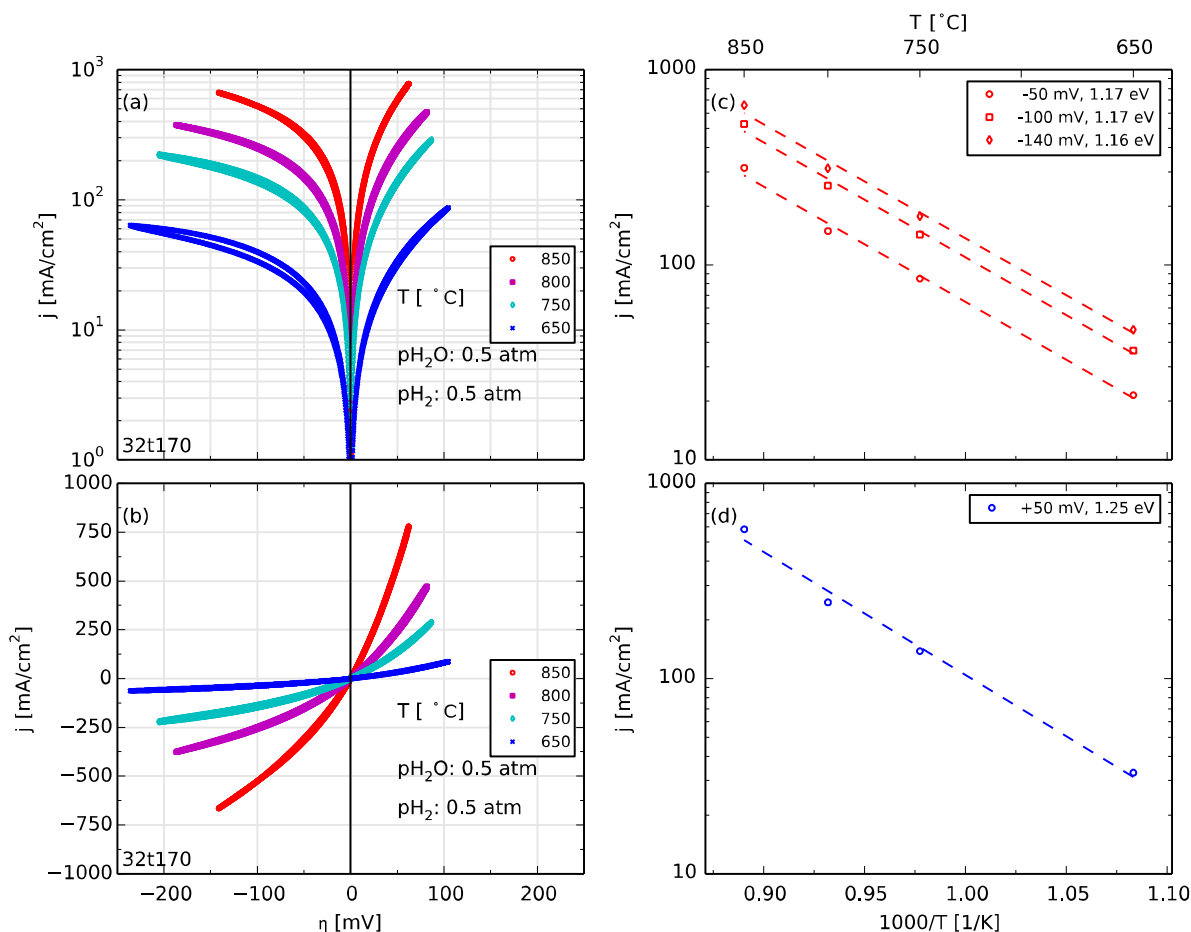 (a)
10³
10²
10¹
10⁰
j [mA/cm²]
850
800
750
650
T [ ˚C]
pH₂O: 0.5 atm
pH₂: 0.5 atm
32t170
T [˚C]
850
750
650
(c)
1000
100
10
j [mA/cm²]
-50 mV, 1.17 eV
-100 mV, 1.17 eV
-140 mV, 1.16 eV
(b)
1000
750
500
250
0
−250
−500
−750
−1000
j [mA/cm²]
850
800
750
650
T [ ˚C]
pH₂O: 0.5 atm
pH₂: 0.5 atm
32t170
−200
−100
0
100
200
η [mV]
(d)
1000
100
10
j [mA/cm²]
+50 mV, 1.25 eV
0.90
0.95
1.00
1.05
1.10
1000/T [1/K]